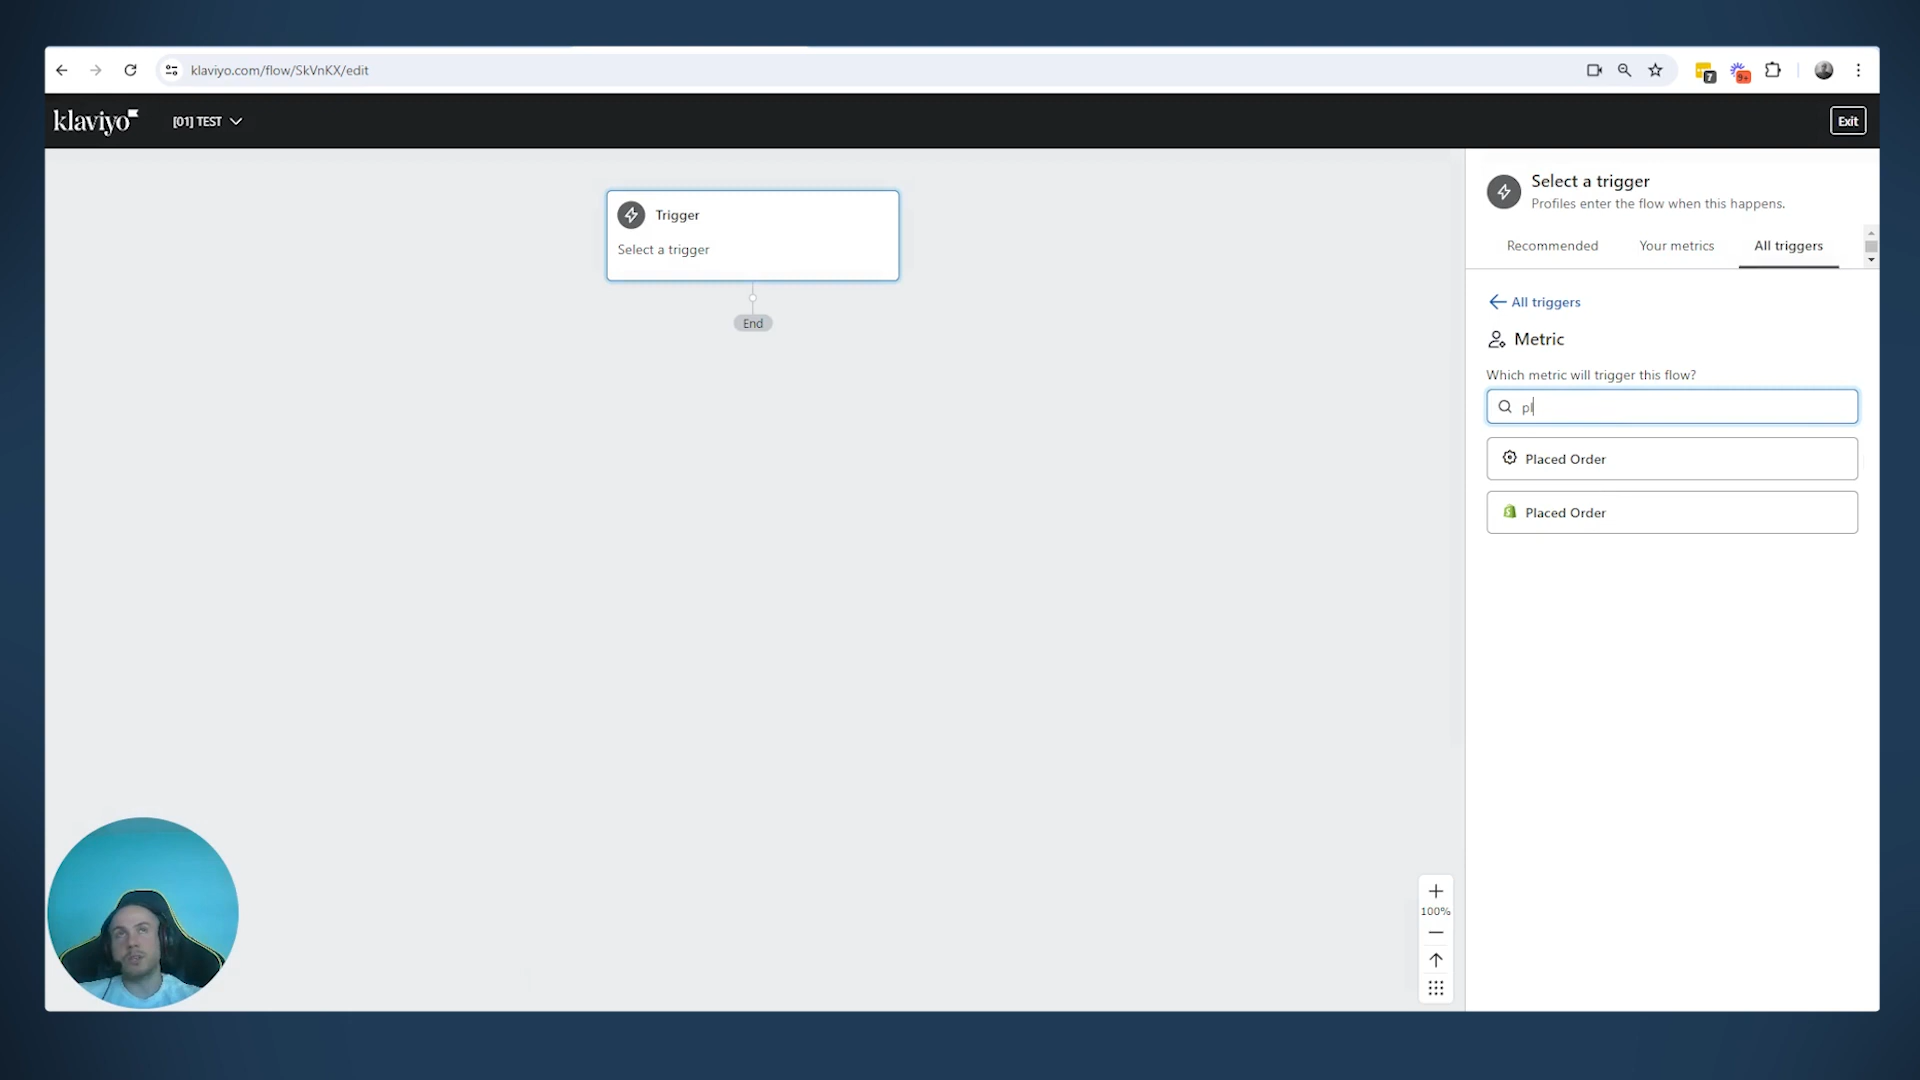 klaviyo.com/flow/SkVnKX/edit
7
9+
klaviyo
[01] TEST
Exit
Trigger
Select a trigger
End
Select a trigger
Profiles enter the flow when this happens.
Recommended
Your metrics
All triggers
All triggers
Metric
Which metric will trigger this flow?
pl
Placed Order
Placed Order
100%